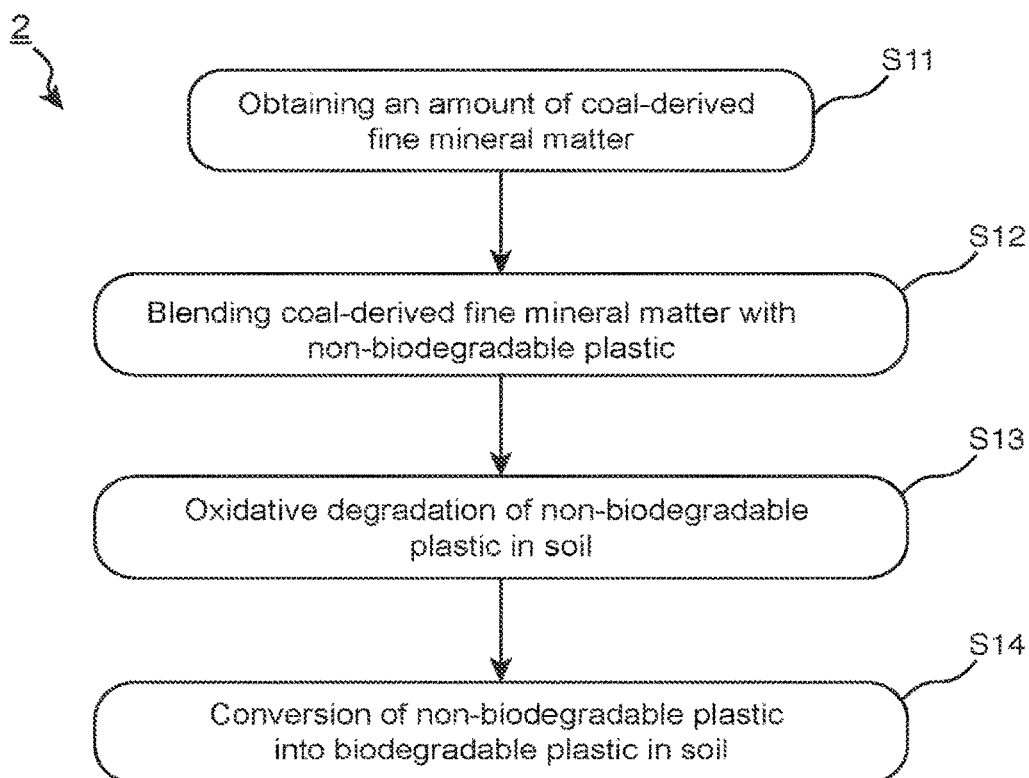 2
S11
Obtaining an amount of coal-derived
fine mineral matter
S12
Blending coal-derived fine mineral matter with
non-biodegradable plastic
S13
Oxidative degradation of non-biodegradable
plastic in soil
S14
Conversion of non-biodegradable plastic
into biodegradable plastic in soil